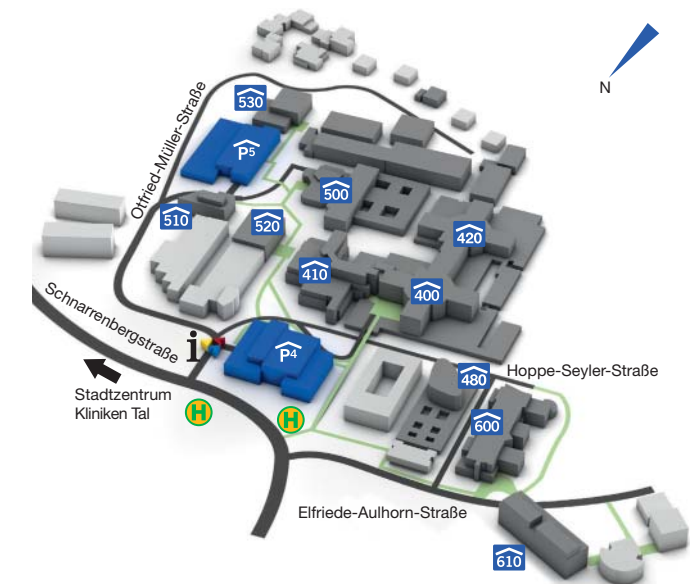 N
530
Otfried-Müller-Straße
P5
500
510
520
420
410
400
Schnarrenbergstraße
i
P4
480
Hoppe-Seyler-Straße
Stadtzentrum
Kliniken Tal
H
H
600
Elfriede-Aulhorn-Straße
610